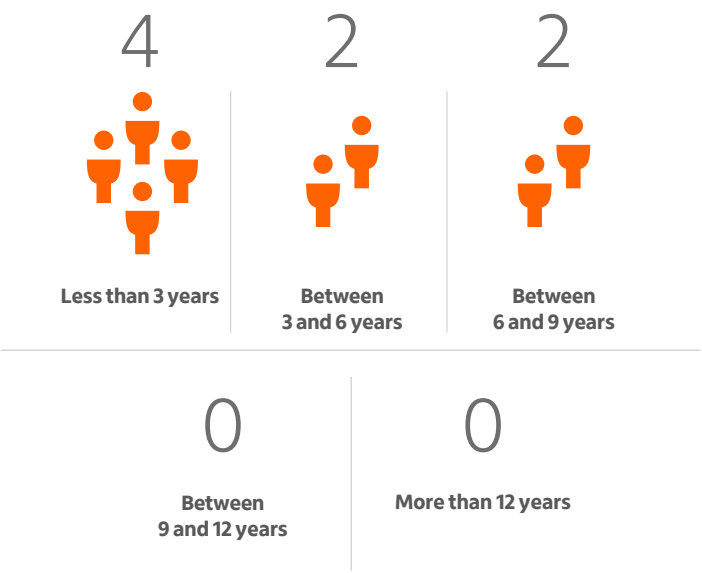 4
2
2
Less than 3 years
Between
3 and 6 years
Between
6 and 9 years
0
0
Between
9 and 12 years
More than 12 years